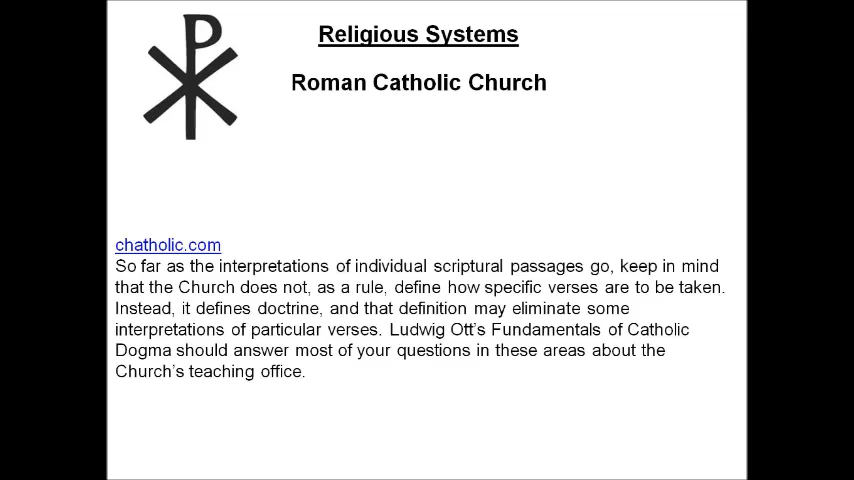 Religious Systems
Roman Catholic Church
chatholic.com
So far as the interpretations of individual scriptural passages go, keep in mind
that the Church does not, as a rule, define how specific verses are to be taken.
Instead, it defines doctrine, and that definition may eliminate some
interpretations of particular verses. Ludwig Ott's Fundamentals of Catholic
Dogma should answer most of your questions in these areas about the
Church's teaching office.